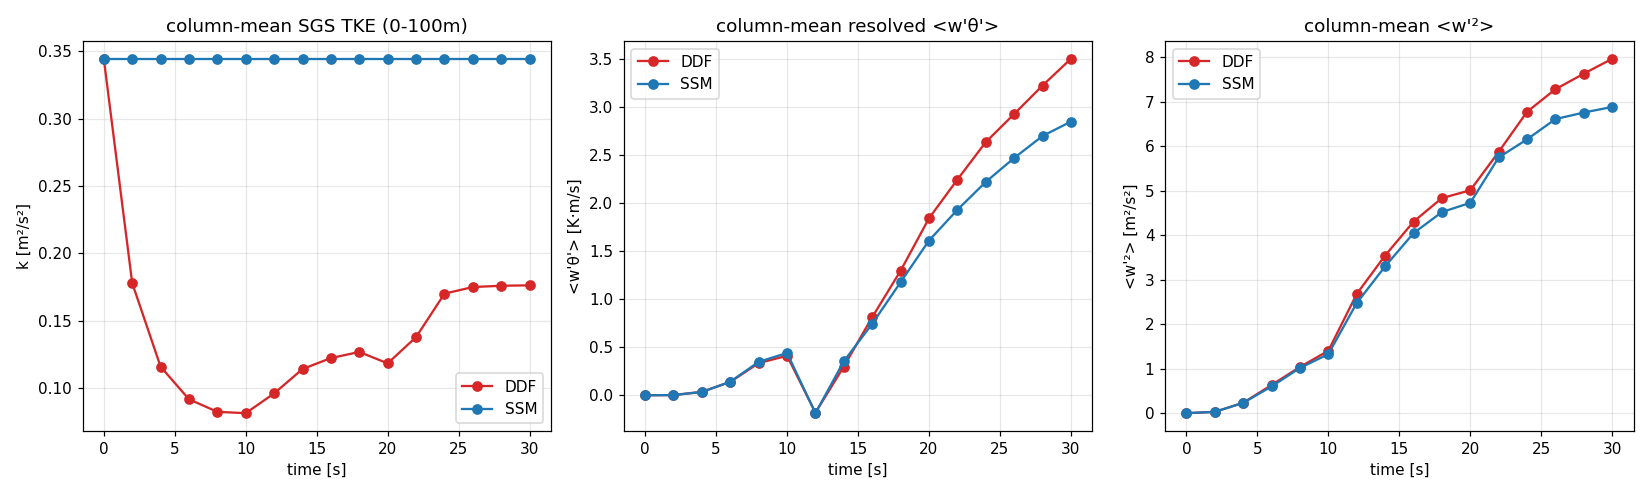 column-mean SGS TKE (0-100m)
k [m²/s²]
0.35
0.30
0.25
0.20
0.15
0.10
DDF
SSM
0 5 10 15 20 25 30
time [s]
column-mean resolved <w'θ'>
<w'θ'> [K·m/s]
DDF
SSM
3.5
3.0
2.5
2.0
1.5
1.0
0.5
0.0
0 5 10 15 20 25 30
time [s]
column-mean <w'²>
<w'²> [m²/s²]
DDF
SSM
8
7
6
5
4
3
2
1
0
0 5 10 15 20 25 30
time [s]